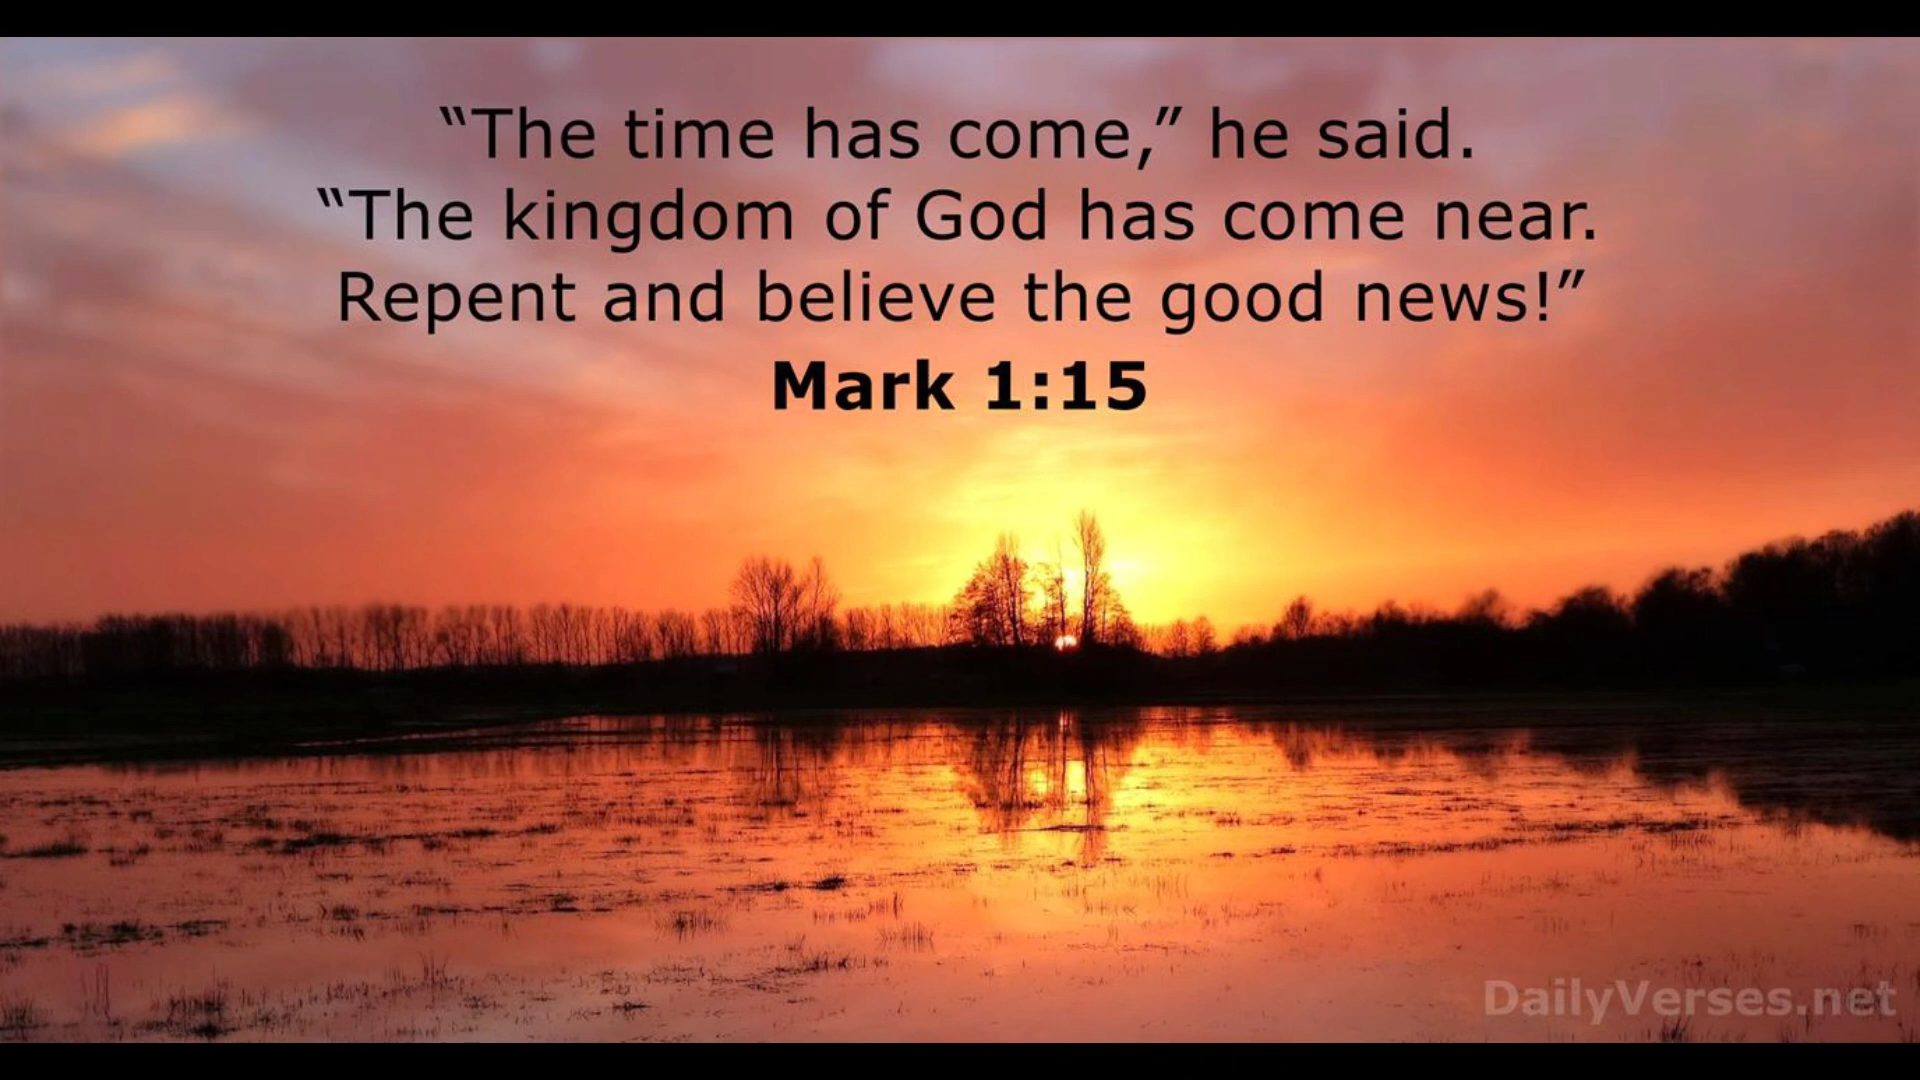 “The time has come,” he said.
“The kingdom of God has come near.
Repent and believe the good news!”
Mark 1:15
DailyVerses.net